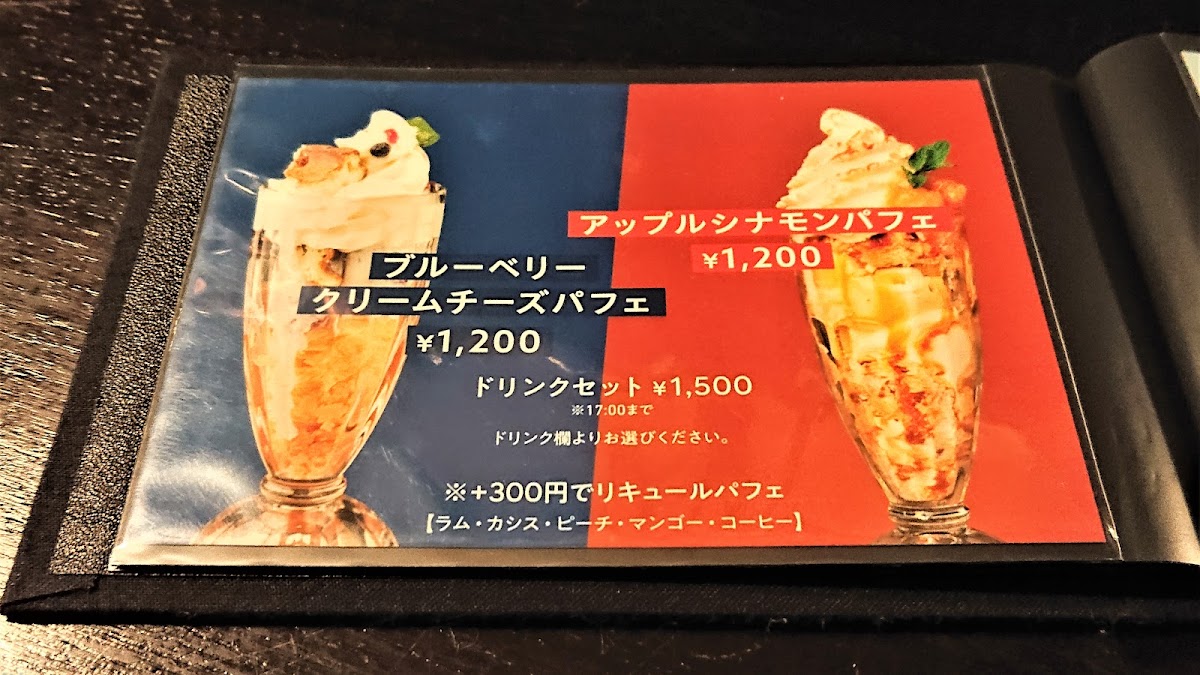 アップルシナモンパフェ
¥1,200
ブルーベリー
クリームチーズパフェ
¥1,200
ドリンクセット ¥1,500
※17:00まで
ドリンク欄よりお選びください。
※+300円でリキュールパフェ
【ラム・カシス・ピーチ・マンゴー・コーヒー】